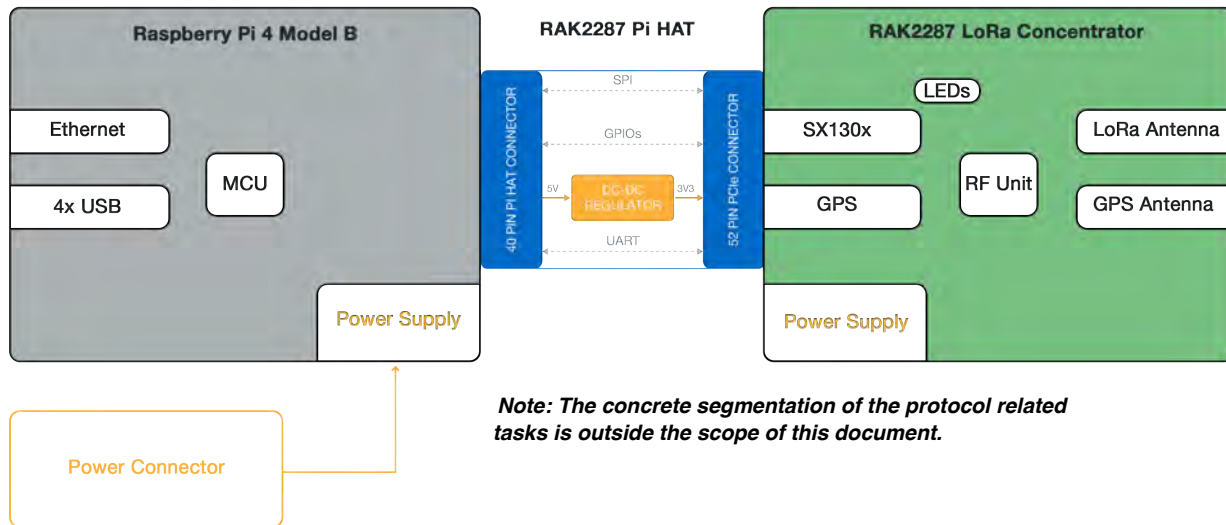 Raspberry Pi 4 Model B
Ethernet
4x USB
MCU
Power Supply
Power Connector
RAK2287 Pi HAT
40 PIN PI HAT CONNECTOR
SPI
GPIOs
5V
DC-DC
REGULATOR
3V3
UART
52 PIN PCIe CONNECTOR
RAK2287 LoRa Concentrator
LEDs
SX130x
GPS
RF Unit
LoRa Antenna
GPS Antenna
Power Supply
Note: The concrete segmentation of the protocol related
tasks is outside the scope of this document.